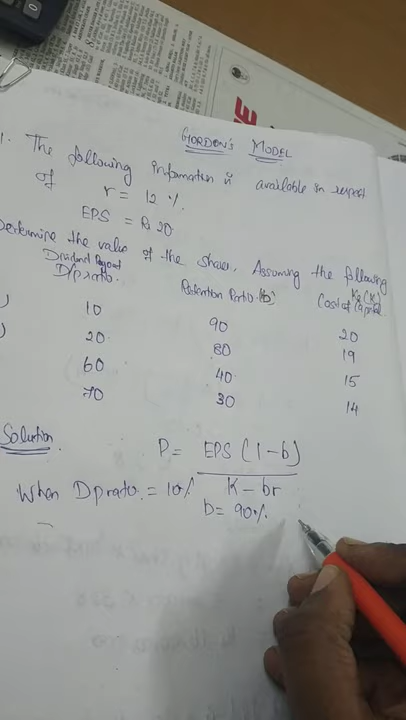 GORDON'S MODEL
1. The following information is available in respect
of r = 12 %.
EPS = Rs 20
Determine the value of the shares. Assuming the following
Dividend Payout
D/p ratio. Retention Ratio (b) Ke (K) Cost of Capital
10 90 20
20 80 19
60 40 15
70 30 14
Solution
P = EPS (1-b)
K - br
When Dp ratio. = 10%
b = 90%.